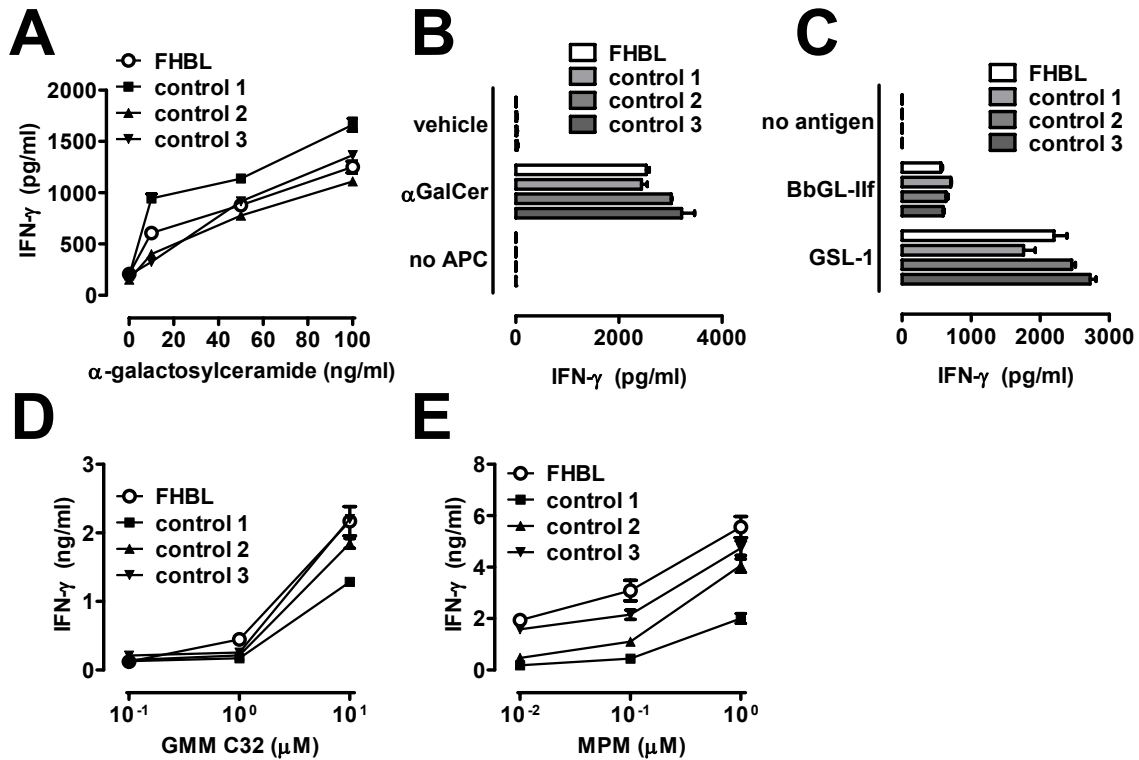 A
FHBL
control 1
control 2
control 3
2000
1500
1000
500
0
IFN-γ (pg/ml)
0 20 40 60 80 100
α-galactosylceramide (ng/ml)
B
FHBL
control 1
control 2
control 3
vehicle
αGalCer
no APC
0 2000 4000
IFN-γ (pg/ml)
C
FHBL
control 1
control 2
control 3
no antigen
BbGL-IIf
GSL-1
0 1000 2000 3000
IFN-γ (pg/ml)
D
3
2
1
0
IFN-γ (ng/ml)
FHBL
control 1
control 2
control 3
10⁻¹ 10⁰ 10¹
GMM C32 (μM)
E
8
6
4
2
0
IFN-γ (ng/ml)
FHBL
control 1
control 2
control 3
10⁻² 10⁻¹ 10⁰
MPM (μM)